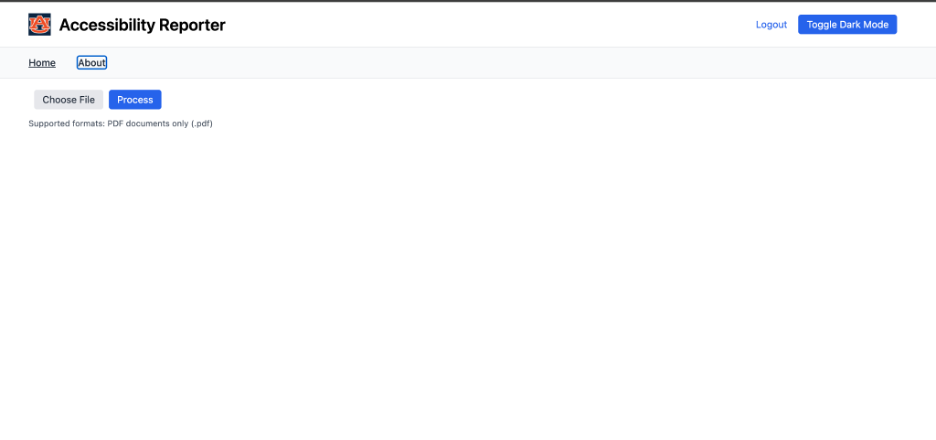 Accessibility Reporter
Logout
Toggle Dark Mode
Home
About
Choose File
Process
Supported formats: PDF documents only (.pdf)